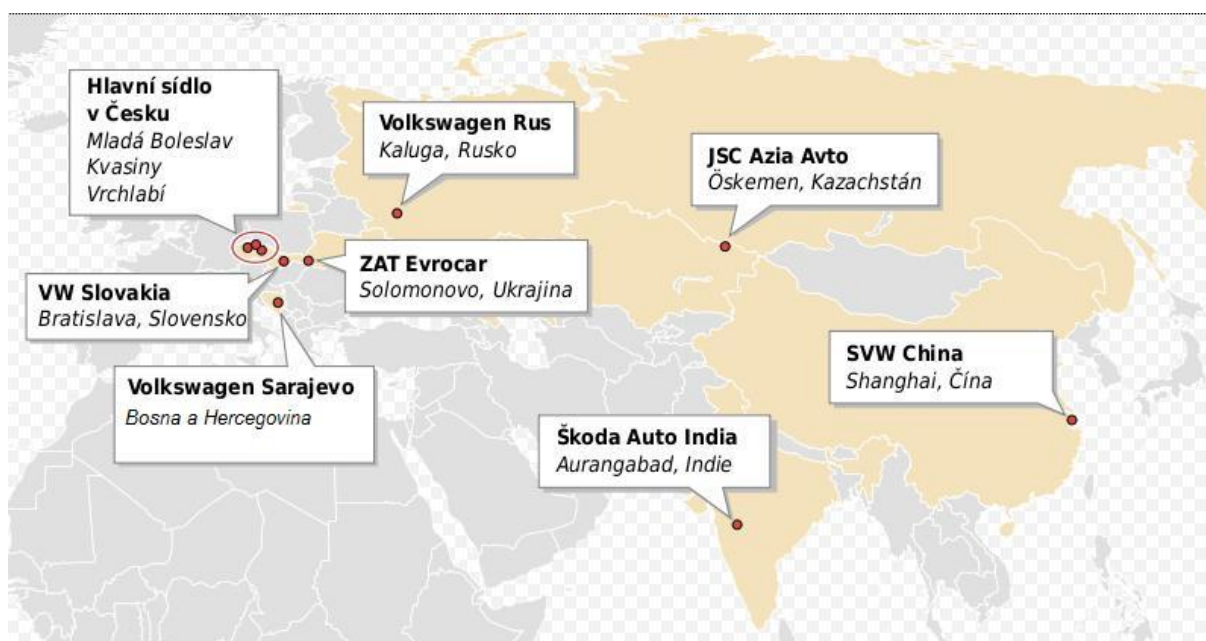 Hlavní sídlo
v Česku
Mladá Boleslav
Kvasiny
Vrchlabí
Volkswagen Rus
Kaluga, Rusko
JSC Azia Avto
Öskemen, Kazachstán
ZAT Evrocar
Solomonovo, Ukrajina
VW Slovakia
Bratislava, Slovensko
Volkswagen Sarajevo
Bosna a Hercegovina
SVW China
Shanghai, Čína
Škoda Auto India
Aurangabad, Indie